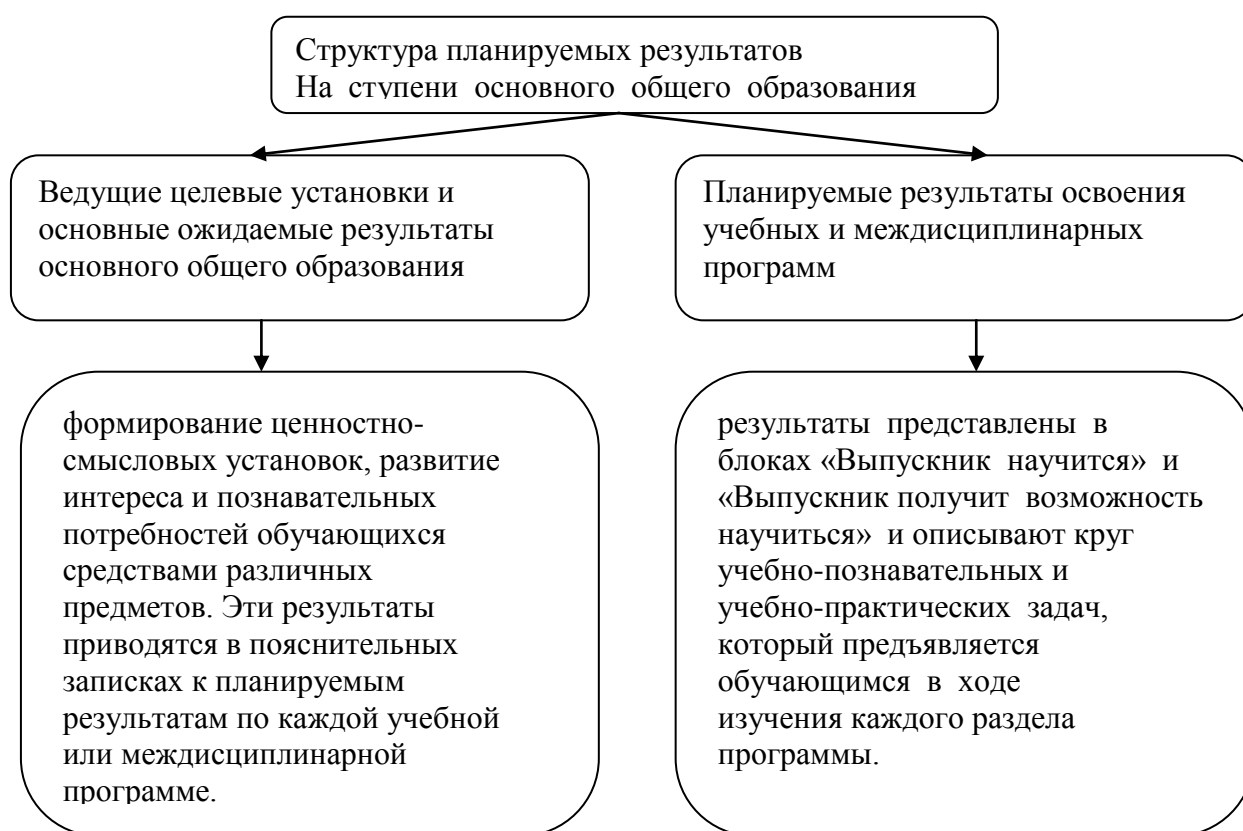 Структура планируемых результатов
На ступени основного общего образования
Ведущие целевые установки и
основные ожидаемые результаты
основного общего образования
Планируемые результаты освоения
учебных и междисциплинарных
программ
формирование ценностно-
смысловых установок, развитие
интереса и познавательных
потребностей обучающихся
средствами различных
предметов. Эти результаты
приводятся в пояснительных
записках к планируемым
результатам по каждой учебной
или междисциплинарной
программе.
результаты представлены в
блоках «Выпускник научится» и
«Выпускник получит возможность
научиться» и описывают круг
учебно-познавательных и
учебно-практических задач,
который предъявляется
обучающимся в ходе
изучения каждого раздела
программы.